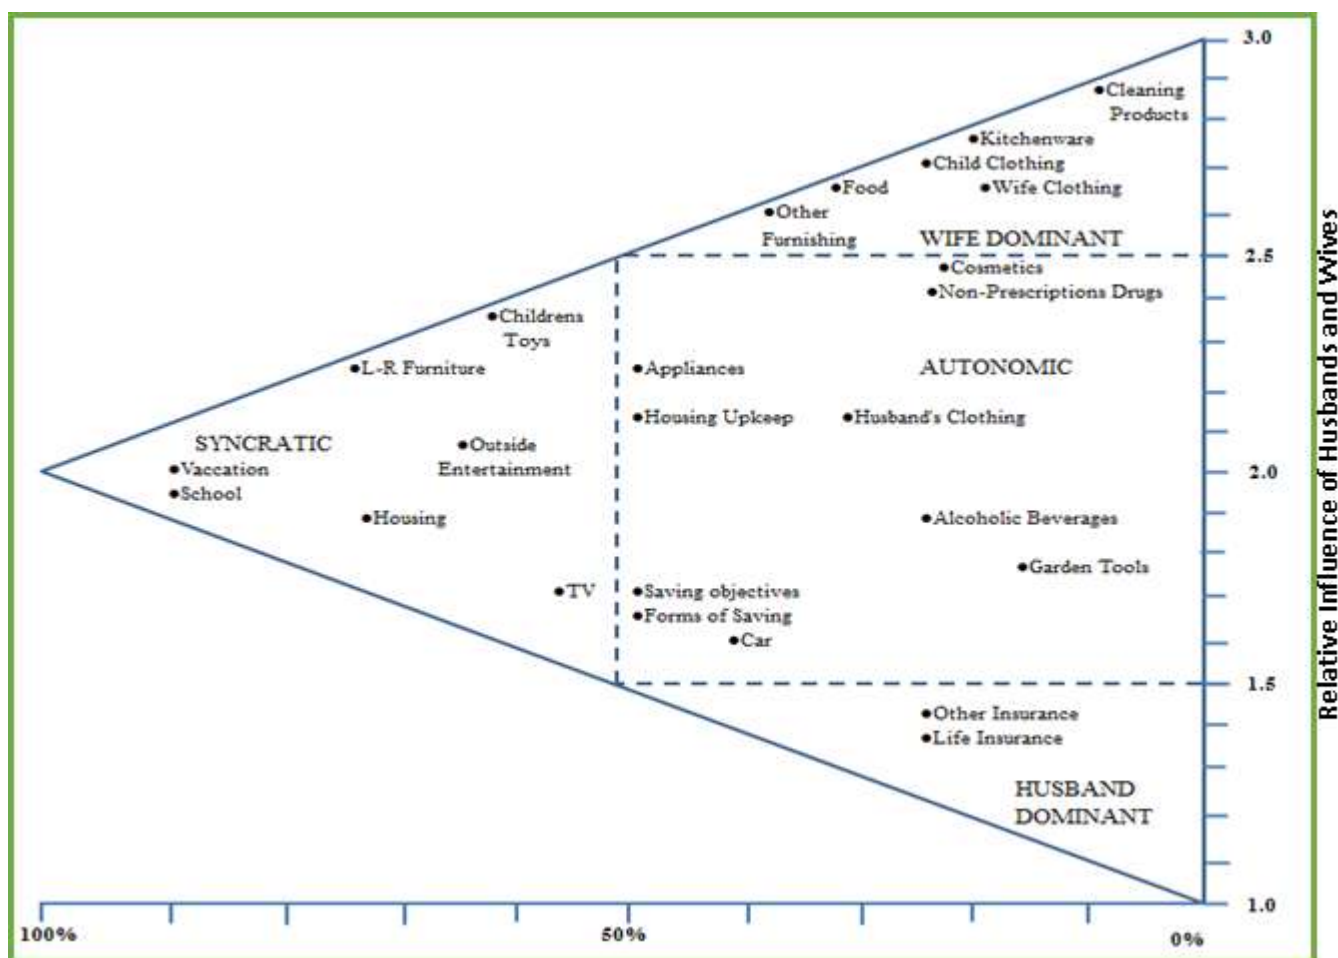 3.0
Cleaning
Products
Kitchenware
Child Clothing
Food
Wife Clothing
Other
Furnishing
WIFE DOMINANT
2.5
Cosmetics
Non-Prescriptions Drugs
Childrens
Toys
L-R Furniture
Appliances
AUTONOMIC
Housing Upkeep
Husband's Clothing
SYNCRATIC
Outside
Entertainment
Vaccation
2.0
School
Housing
Alcoholic Beverages
Garden Tools
TV
Saving objectives
Forms of Saving
Car
1.5
Other Insurance
Life Insurance
HUSBAND
DOMINANT
1.0
100%
50%
0%
Relative Influence of Husbands and Wives